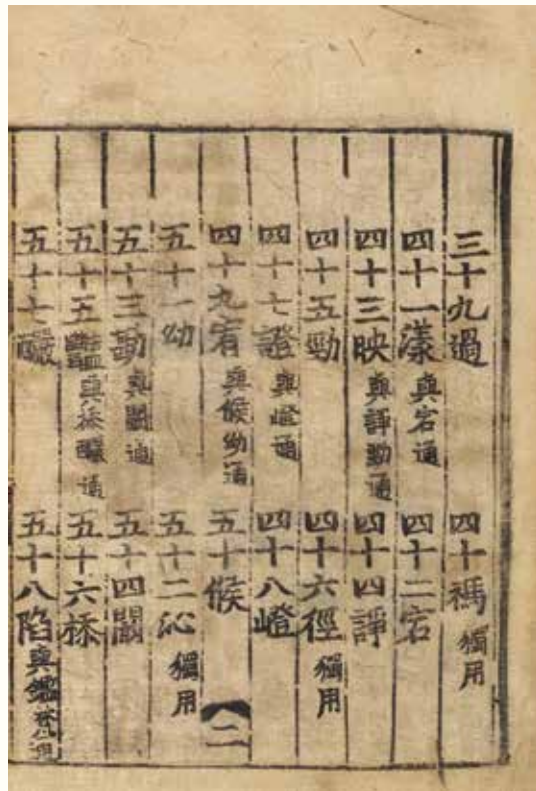 三十九過 四十禡 獨用
四十一漾 與宕通 四十二宕
四十三映 與諍勁通 四十四諍
四十五勁 四十六徑 獨用
四十七證 與嶝通 四十八嶝
四十九宥 與候幼通 五十候
二
五十一幼 五十二沁 獨用
五十三勘 與闞通 五十四闞
五十五豔 與㮇釅通 五十六㮇
五十七釅 五十八陷 與鑑梵通